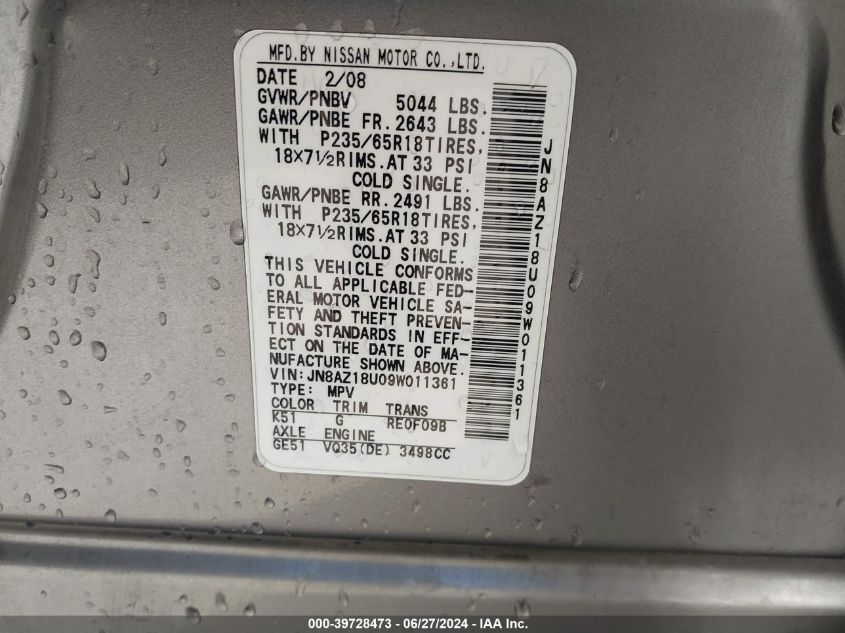 MFD.BY NISSAN MOTOR CO.,LTD.
DATE 2/08
GVWR/PNBV 5044 LBS.
GAWR/PNBE FR.2643 LBS.
WITH P235/65R18TIRES,
18×7½RIMS.AT 33 PSI
COLD SINGLE.
GAWR/PNBE RR.2491 LBS.
WITH P235/65R18TIRES,
18×7½RIMS.AT 33 PSI
COLD SINGLE.
THIS VEHICLE CONFORMS
TO ALL APPLICABLE FED-
ERAL MOTOR VEHICLE SA-
FETY AND THEFT PREVEN-
TION STANDARDS IN EFF-
ECT ON THE DATE OF MA-
NUFACTURE SHOWN ABOVE.
VIN:JN8AZ18U09W011361
TYPE: MPV
COLOR TRIM TRANS
K51 G RE0F09B
AXLE ENGINE
GE51 VQ35(DE) 3498CC
JN8AZ18U09W011361
000-39728473 - 06/27/2024 - IAA Inc.